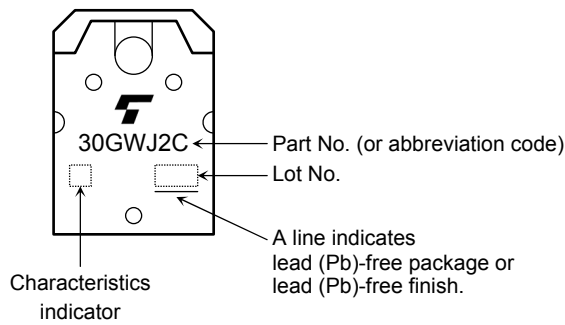 30GWJ2C
Part No. (or abbreviation code)
Lot No.
A line indicates
lead (Pb)-free package or
lead (Pb)-free finish.
Characteristics
indicator